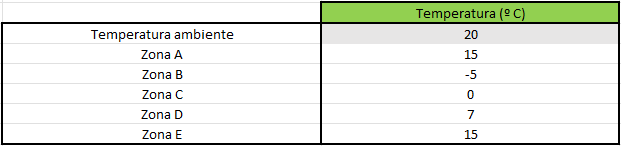 Temperatura (º C)
Temperatura ambiente 20
Zona A 15
Zona B -5
Zona C 0
Zona D 7
Zona E 15